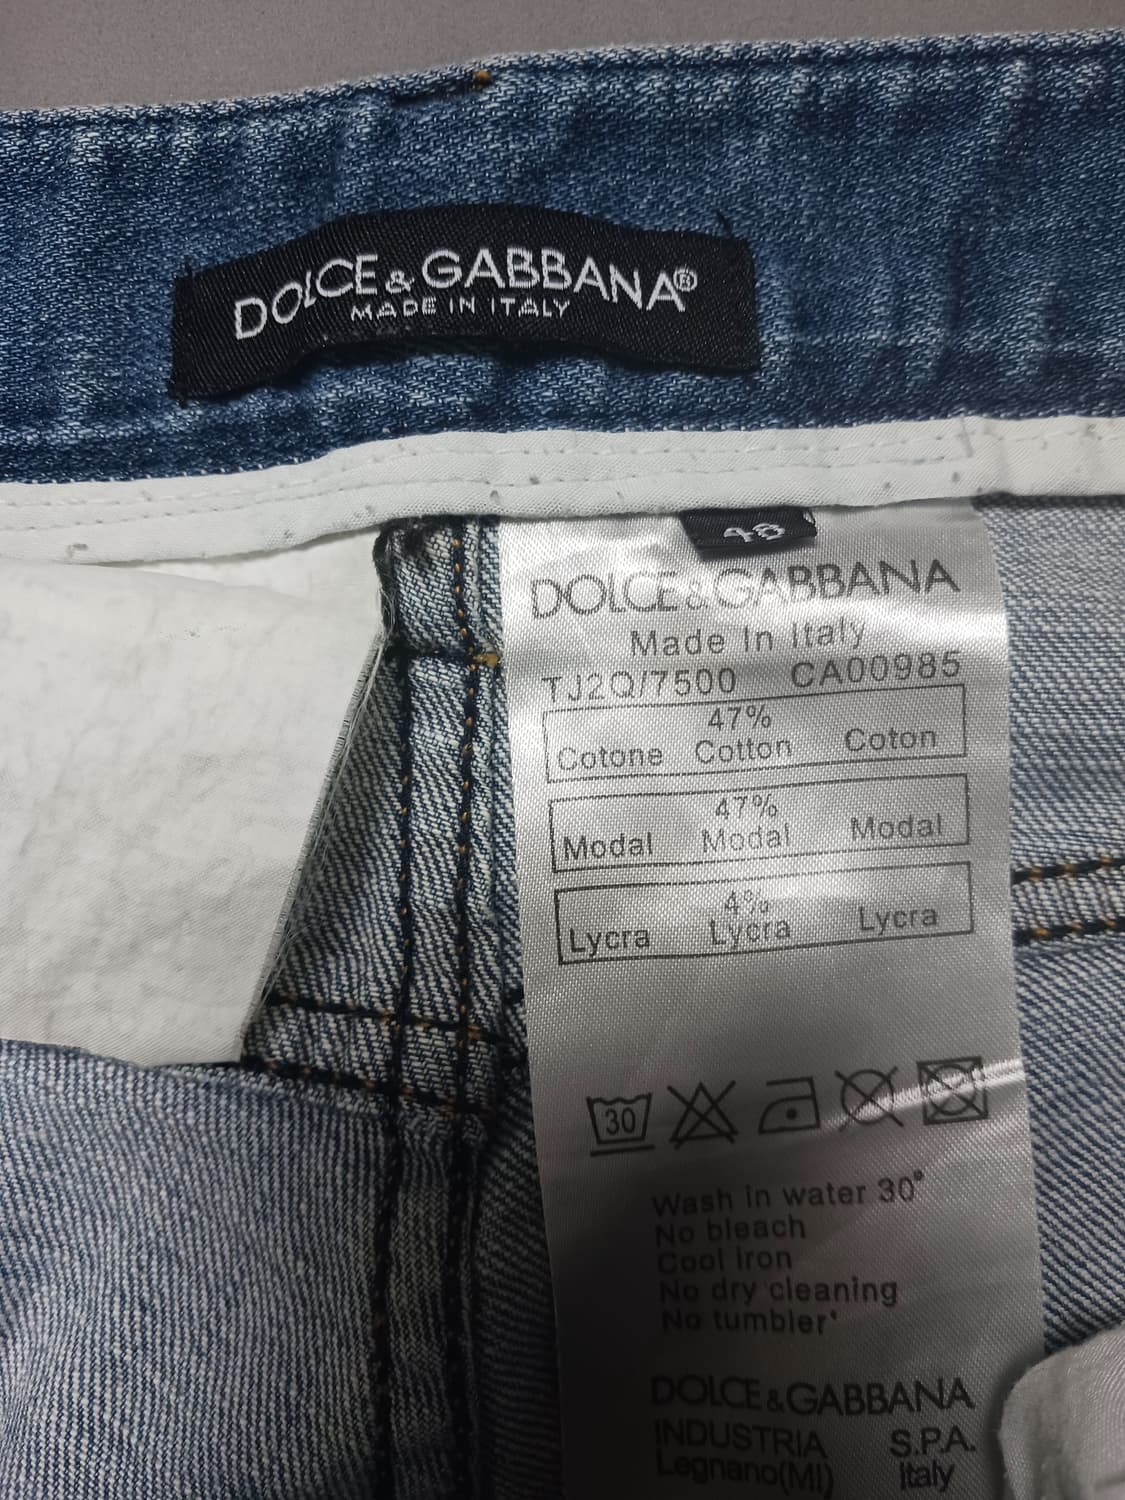 DOLCE & GABBANA®
MADE IN ITALY
48
DOLCE & GABBANA
Made In Italy
TJ2Q/7500 CA00985
47%
Cotone Cotton Coton
47%
Modal Modal Modal
4%
Lycra Lycra Lycra
30
Wash in water 30°
No bleach
Cool iron
No dry cleaning
No tumbler'
DOLCE & GABBANA
INDUSTRIA S.P.A.
Legnano(MI) Italy